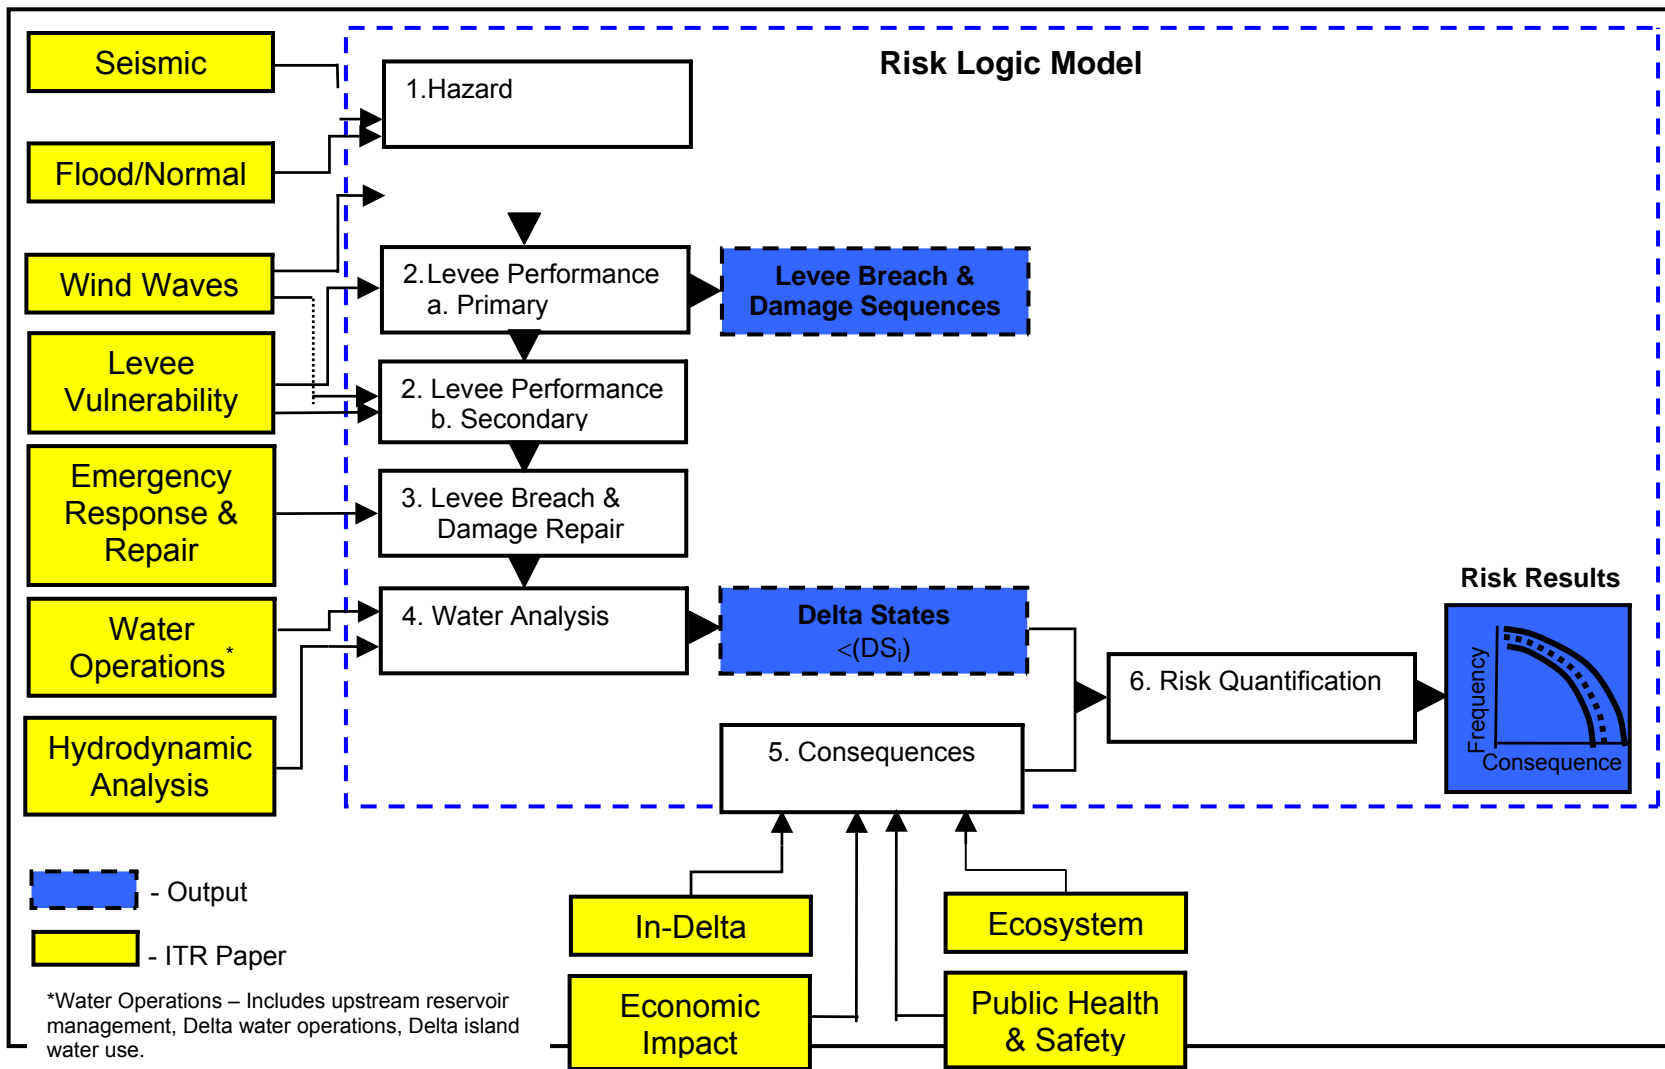 Risk Logic Model
Seismic
Flood/Normal
Wind Waves
Levee
Vulnerability
Emergency
Response &
Repair
Water
Operations*
Hydrodynamic
Analysis
1.Hazard
2.Levee Performance
a. Primary
Levee Breach &
Damage Sequences
2. Levee Performance
b. Secondary
3. Levee Breach &
Damage Repair
4. Water Analysis
Delta States
<(DSi)
5. Consequences
6. Risk Quantification
Risk Results
Frequency
Consequence
In-Delta
Ecosystem
Economic
Impact
Public Health
& Safety
- Output
- ITR Paper
*Water Operations – Includes upstream reservoir
management, Delta water operations, Delta island
water use.